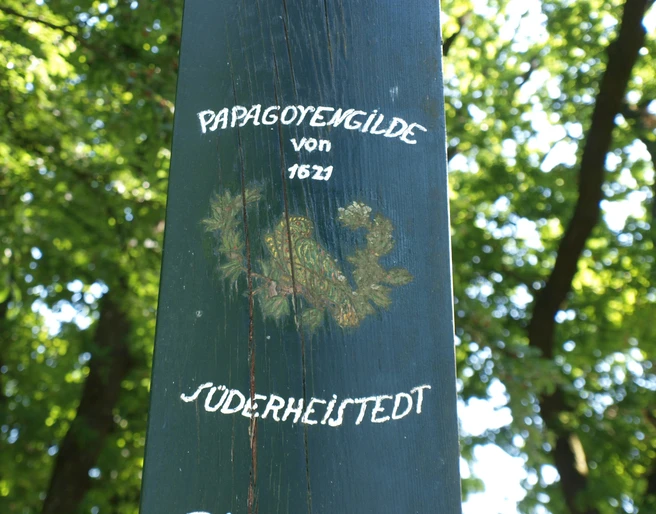 PAPAGOYENGILDE
von
1621
SÜDERHEISTEDT